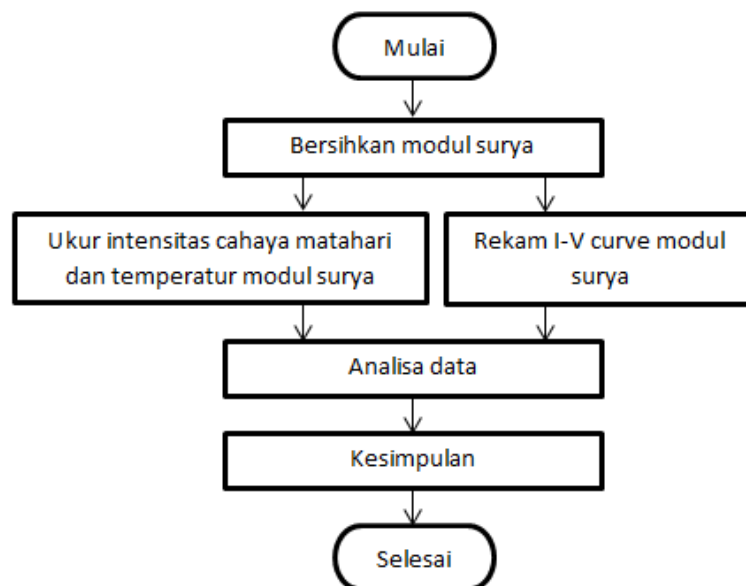 Mulai
Bersihkan modul surya
Ukur intensitas cahaya matahari
dan temperatur modul surya
Rekam I-V curve modul
surya
Analisa data
Kesimpulan
Selesai